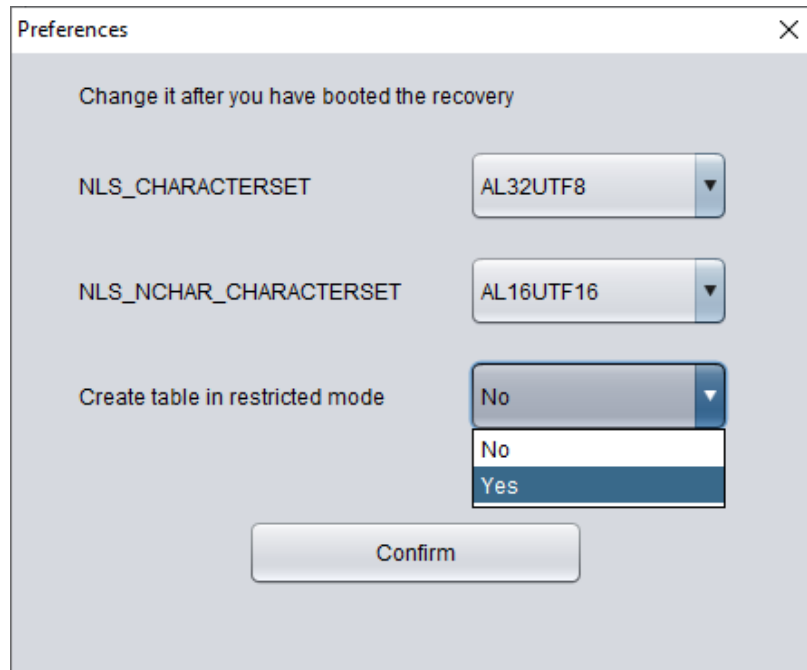 Preferences
Change it after you have booted the recovery
NLS_CHARACTERSET AL32UTF8
NLS_NCHAR_CHARACTERSET AL16UTF16
Create table in restricted mode No
No
Yes
Confirm